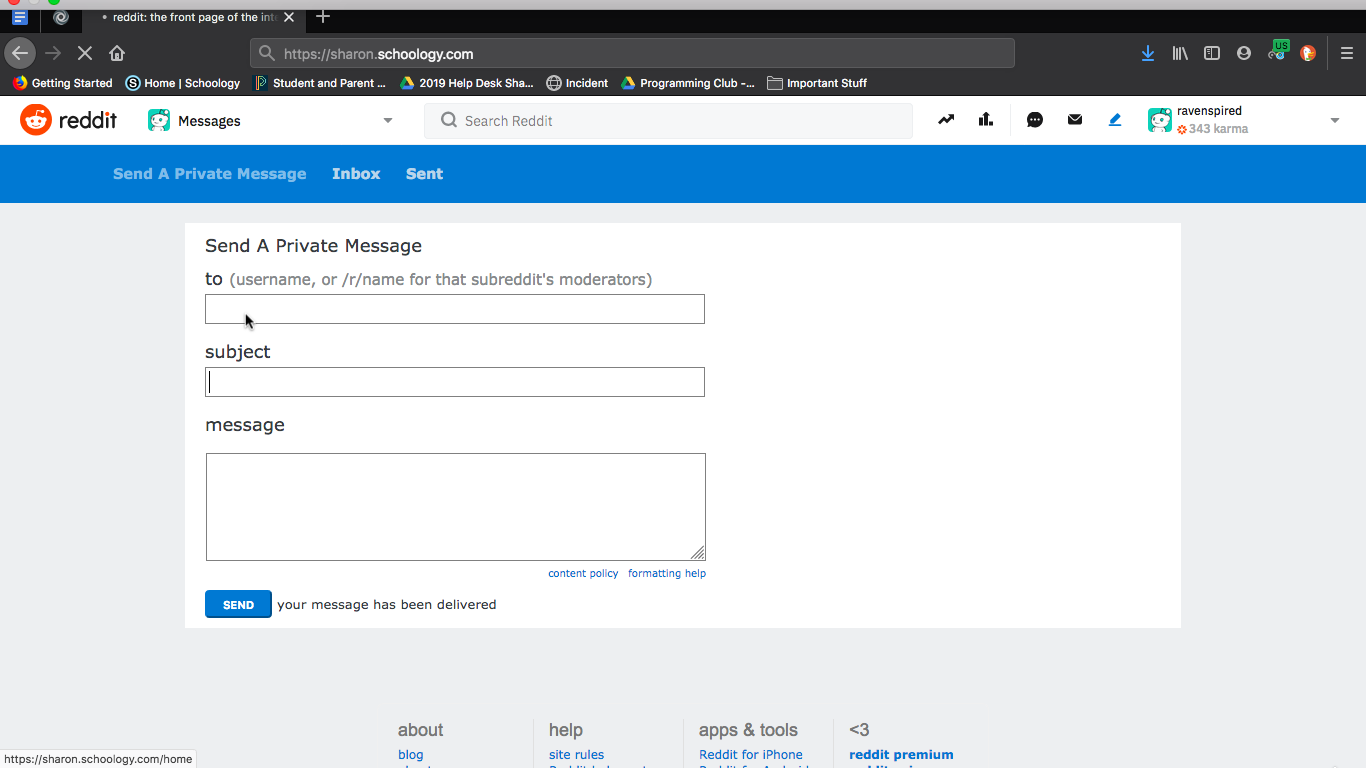 reddit: the front page of the inte
https://sharon.schoology.com
US
Getting Started
Home | Schoology
Student and Parent ...
2019 Help Desk Sha...
Incident
Programming Club -...
Important Stuff
reddit
Messages
Search Reddit
ravenspired
343 karma
Send A Private Message
Inbox
Sent
Send A Private Message
to (username, or /r/name for that subreddit's moderators)
subject
message
content policy
formatting help
SEND
your message has been delivered
about
help
apps & tools
<3
blog
site rules
Reddit for iPhone
reddit premium
https://sharon.schoology.com/home